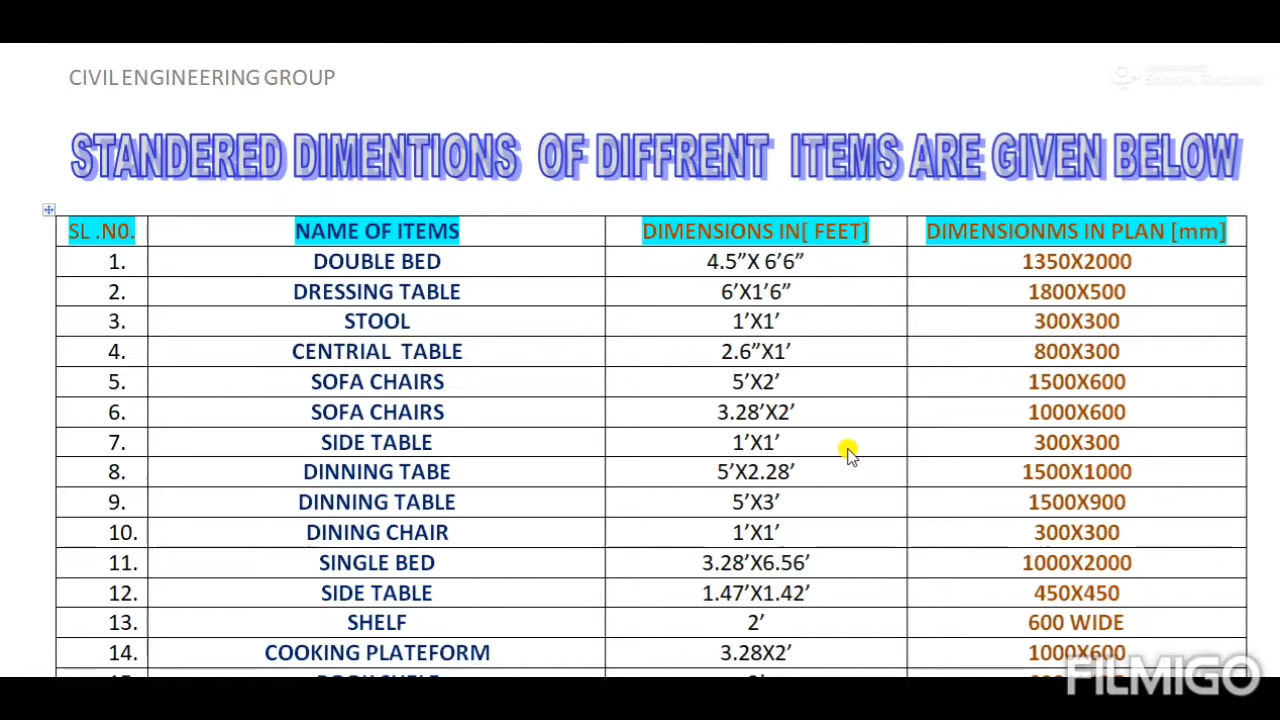 CIVIL ENGINEERING GROUP
STANDERED DIMENTIONS OF DIFFRENT ITEMS ARE GIVEN BELOW
SL .N0. NAME OF ITEMS DIMENSIONS IN[ FEET] DIMENSIONMS IN PLAN [mm]
1. DOUBLE BED 4.5”X 6’6” 1350X2000
2. DRESSING TABLE 6’X1’6” 1800X500
3. STOOL 1’X1’ 300X300
4. CENTRIAL TABLE 2.6”X1’ 800X300
5. SOFA CHAIRS 5’X2’ 1500X600
6. SOFA CHAIRS 3.28’X2’ 1000X600
7. SIDE TABLE 1’X1’ 300X300
8. DINNING TABE 5’X2.28’ 1500X1000
9. DINNING TABLE 5’X3’ 1500X900
10. DINING CHAIR 1’X1’ 300X300
11. SINGLE BED 3.28’X6.56’ 1000X2000
12. SIDE TABLE 1.47’X1.42’ 450X450
13. SHELF 2’ 600 WIDE
14. COOKING PLATEFORM 3.28X2’ 1000X600
FILMIGO